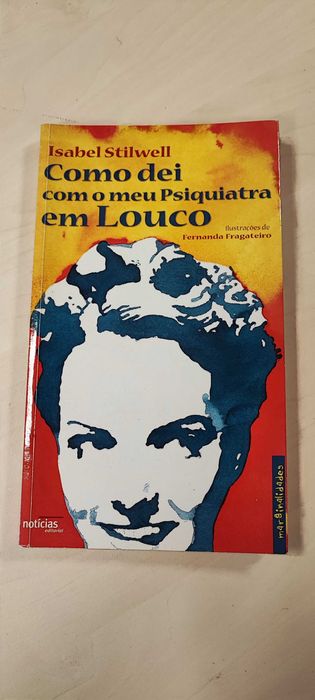 Isabel Stilwell
Como dei
com o meu Psiquiatra
em Louco
Ilustrações de
Fernanda Fragateiro
notícias
editorial
marginalidades